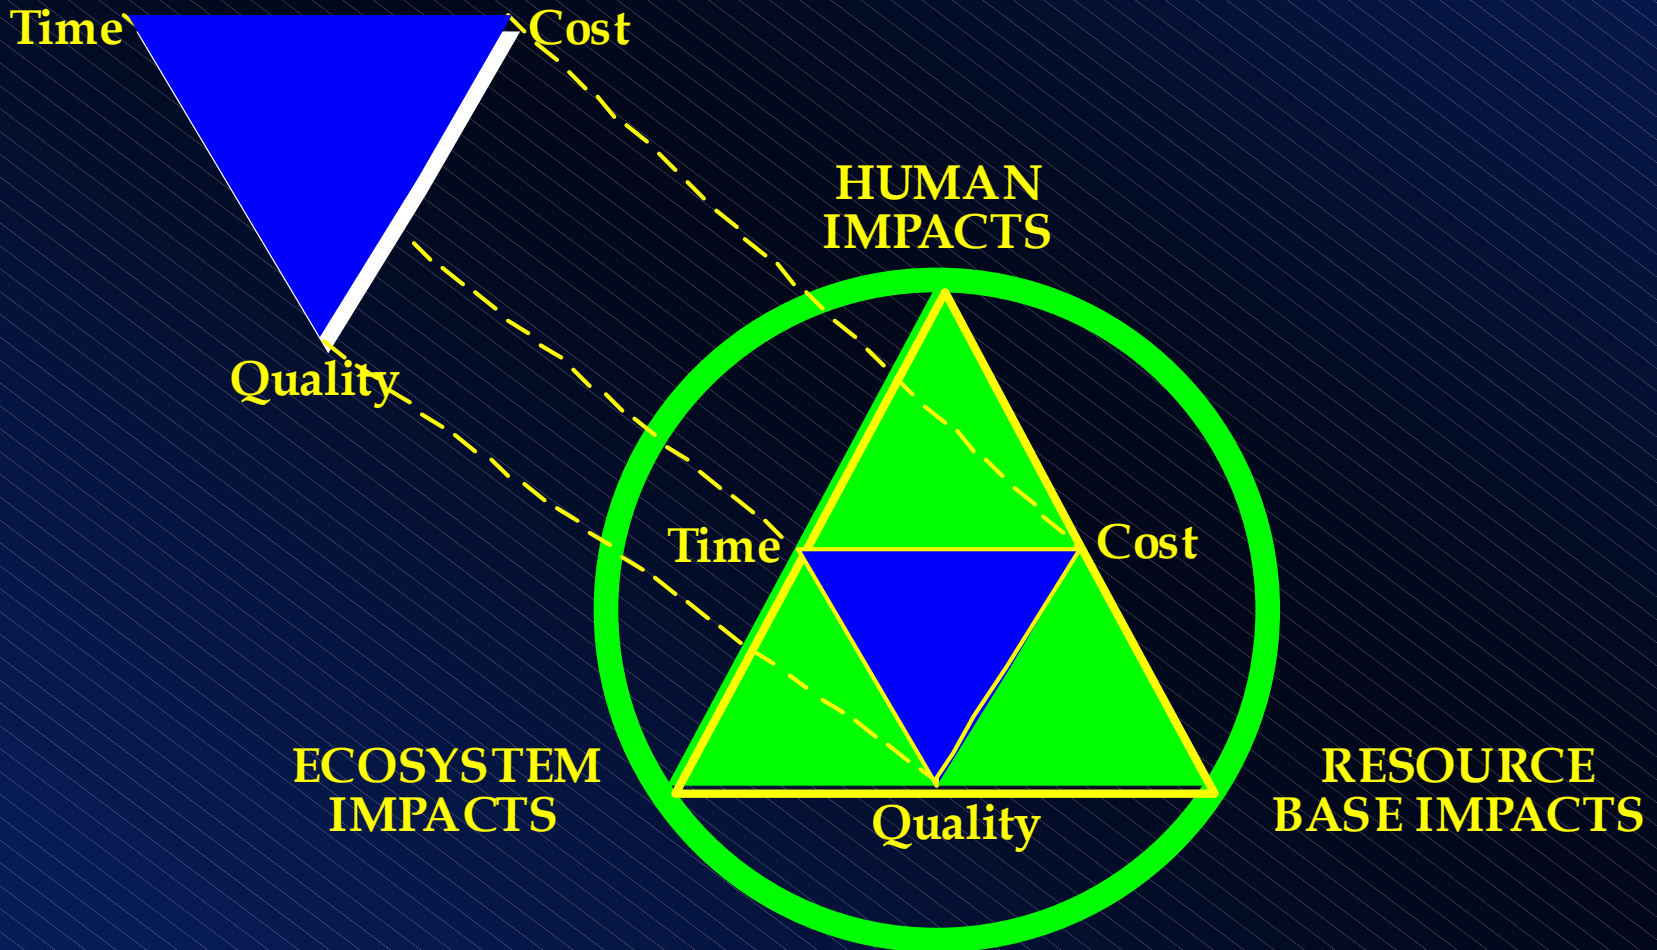 Time
Cost
Quality
HUMAN
IMPACTS
Time
Cost
Quality
ECOSYSTEM
IMPACTS
RESOURCE
BASE IMPACTS